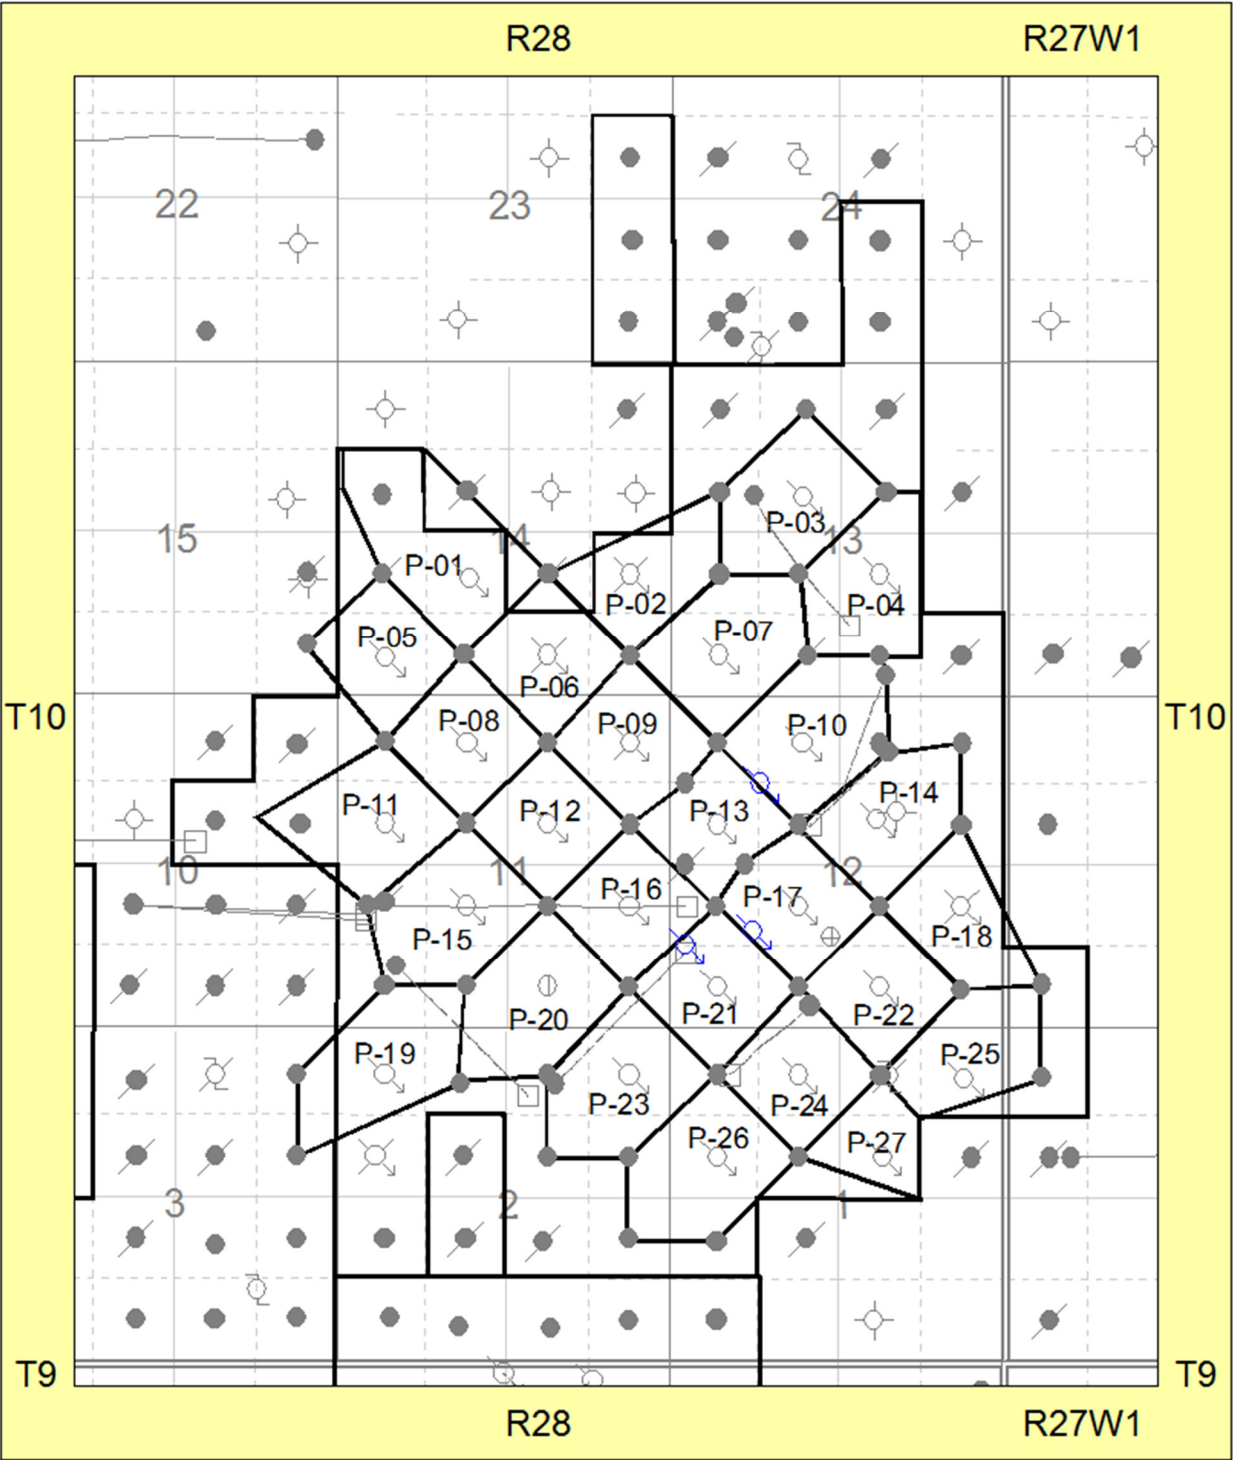 R28 R27W1
22 23 24
15 14 13
P-03
P-01
P-02 P-04
P-05 P-07
P-06
T10 P-08 P-09 P-10 T10
P-11 P-12 P-13 P-14
10 11 12
P-16 P-17
P-15 P-18
P-20 P-21 P-22
P-19 P-25
P-23 P-24
P-26 P-27
3 2 1
T9 T9
R28 R27W1